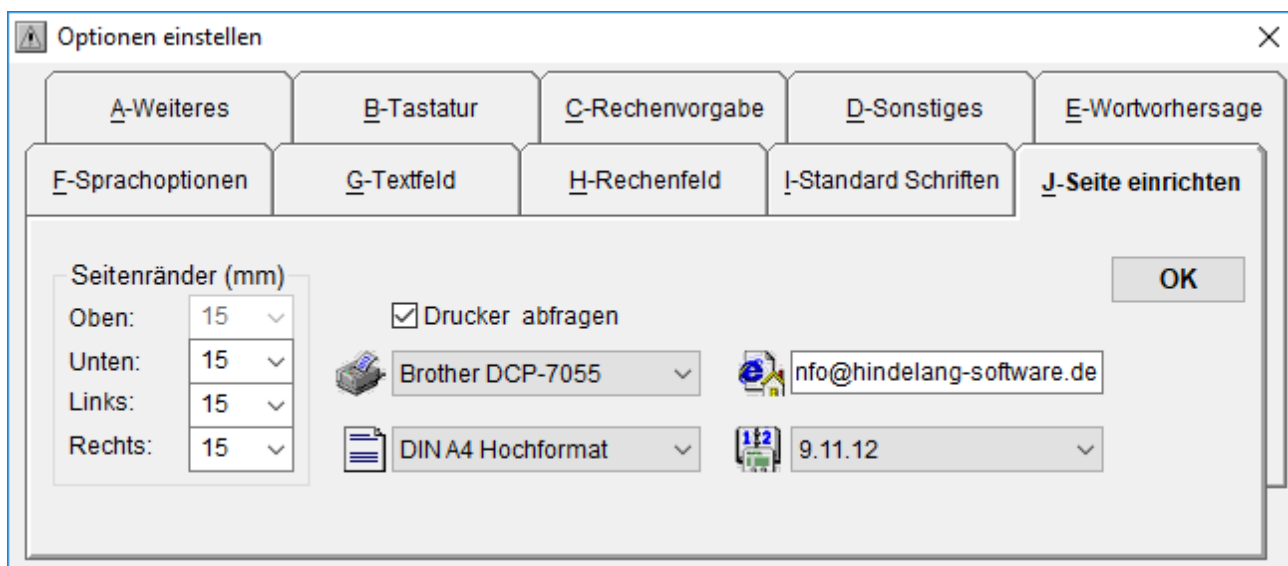 Optionen einstellen
A-Weiteres
B-Tastatur
C-Rechenvorgabe
D-Sonstiges
E-Wortvorhersage
F-Sprachoptionen
G-Textfeld
H-Rechenfeld
I-Standard Schriften
J-Seite einrichten
Seitenränder (mm)
Oben: 15
Unten: 15
Links: 15
Rechts: 15
Drucker abfragen
Brother DCP-7055
DIN A4 Hochformat
OK
nfo@hindelang-software.de
12
9.11.12